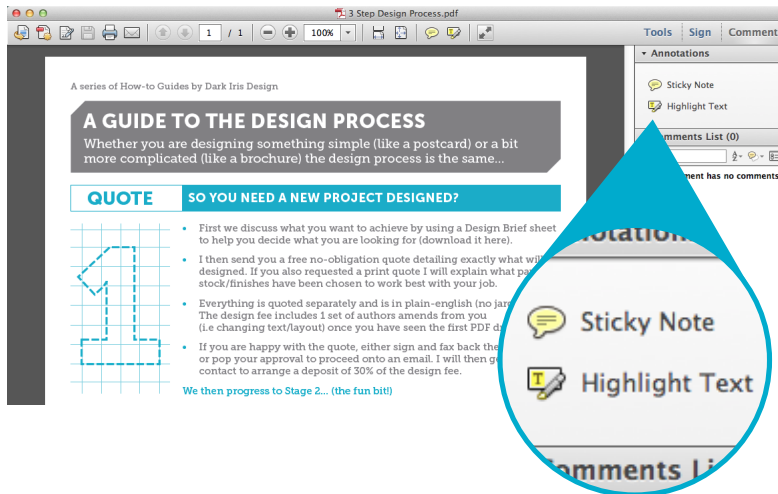 3 Step Design Process.pdf
1 / 1 100% Tools Sign Comment
Annotations
Sticky Note
Highlight Text
mments List (0)
ment has no comments
A series of How-to Guides by Dark Iris Design
A GUIDE TO THE DESIGN PROCESS
Whether you are designing something simple (like a postcard) or a bit
more complicated (like a brochure) the design process is the same...
QUOTE SO YOU NEED A NEW PROJECT DESIGNED?
1
• First we discuss what you want to achieve by using a Design Brief sheet
to help you decide what you are looking for (download it here).
• I then send you a free no-obligation quote detailing exactly what will
designed. If you also requested a print quote I will explain what
stock/finishes have been chosen to work best with your job.
• Everything is quoted separately and is in plain-english (no
The design fee includes 1 set of authors amends from you
(i.e changing text/layout) once you have seen the first PDF
• If you are happy with the quote, either sign and fax back the
or pop your approval to proceed onto an email. I will then
contact to arrange a deposit of 30% of the design fee.
We then progress to Stage 2... (the fun bit!)
Sticky Note
Highlight Text
omments Li